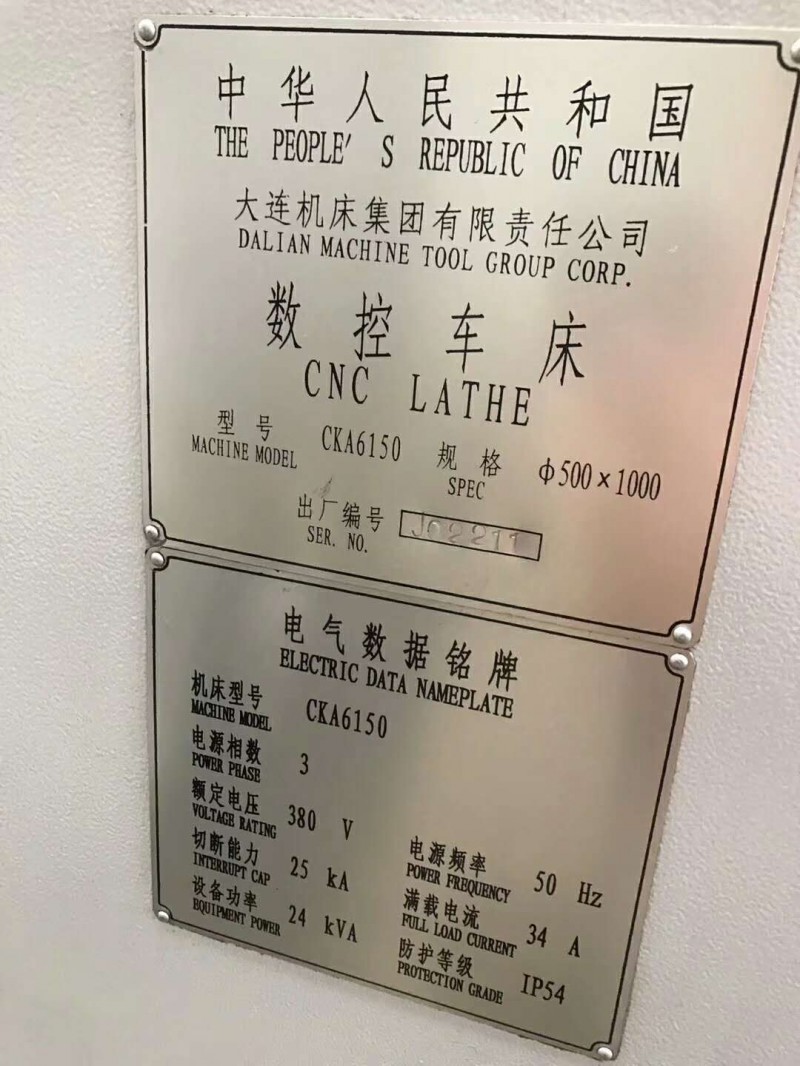 中华人民共和国
THE PEOPLE'S REPUBLIC OF CHINA
大连机床集团有限责任公司
DALIAN MACHINE TOOL GROUP CORP.
数控车床
CNC LATHE
型号 CKA6150 规格 φ500×1000
MACHINE MODEL SPEC
出厂编号 J02211
SER. NO.
电气数据铭牌
ELECTRIC DATA NAMEPLATE
机床型号 CKA6150
MACHINE MODEL
电源相数 3
POWER PHASE
额定电压 380 V
VOLTAGE RATING
切断能力 25 kA
INTERRUPT CAP
设备功率 24 kVA
EQUIPMENT POWER
电源频率 50 Hz
POWER FREQUENCY
满载电流 34 A
FULL LOAD CURRENT
防护等级 IP54
PROTECTION GRADE